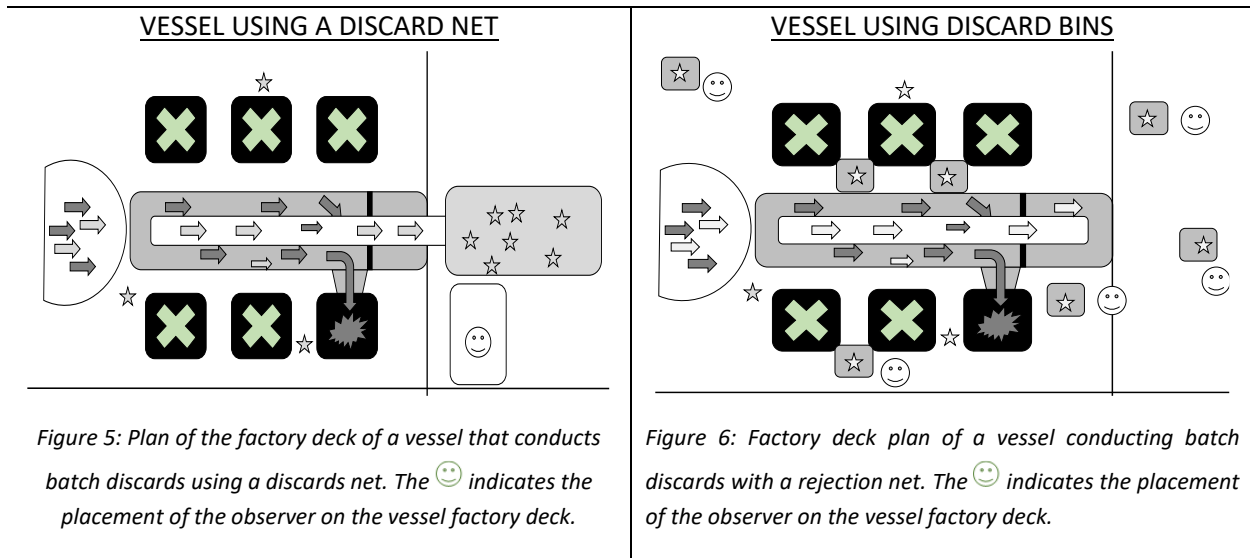 VESSEL USING A DISCARD NET
VESSEL USING DISCARD BINS
Figure 5: Plan of the factory deck of a vessel that conducts
batch discards using a discards net. The indicates the
placement of the observer on the vessel factory deck.
Figure 6: Factory deck plan of a vessel conducting batch
discards with a rejection net. The indicates the placement
of the observer on the vessel factory deck.